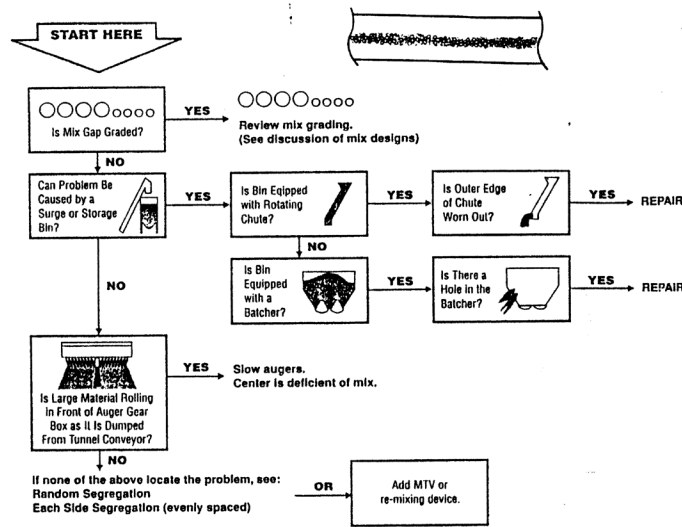 START HERE
YES
Is Mix Gap Graded?
Review mix grading.
(See discussion of mix designs)
NO
Can Problem Be
Caused by a
Surge or Storage
Bin?
YES
Is Bin Eqipped
with Rotating
Chute?
YES
Is Outer Edge
of Chute
Worn Out?
YES
REPAIR
NO
NO
Is Bin
Equipped
with a
Batcher?
YES
Is There a
Hole in the
Batcher?
YES
REPAIR
YES
Slow augers.
Center is deficient of mix.
Is Large Material Rolling
In Front of Auger Gear
Box as It Is Dumped
From Tunnel Conveyor?
NO
If none of the above locate the problem, see:
Random Segregation
Each Side Segregation (evenly spaced)
OR
Add MTV or
re-mixing device.